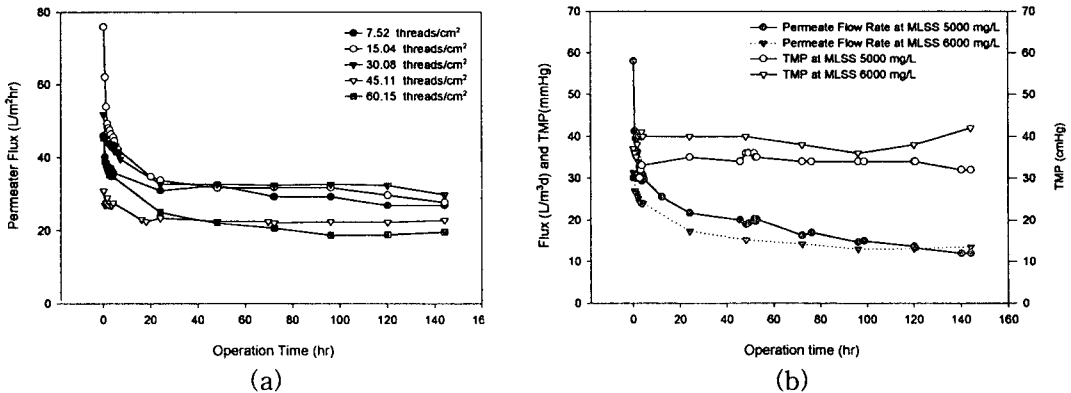 80
60
40
20
0
Permeater Flux (L/m²hr)
7.52 threads/cm²
15.04 threads/cm²
30.08 threads/cm²
45.11 threads/cm²
60.15 threads/cm²
0 20 40 60 80 100 120 140 16
Operation Time (hr)
(a)
70
60
50
40
30
20
10
0
Flux (L/m³d) and TMP(mmHg)
Permeate Flow Rate at MLSS 5000 mg/L
Permeate Flow Rate at MLSS 6000 mg/L
TMP at MLSS 5000 mg/L
TMP at MLSS 6000 mg/L
70
60
50
40
30
20
10
0
TMP (cmHg)
0 20 40 60 80 100 120 140 160
Operation time (hr)
(b)